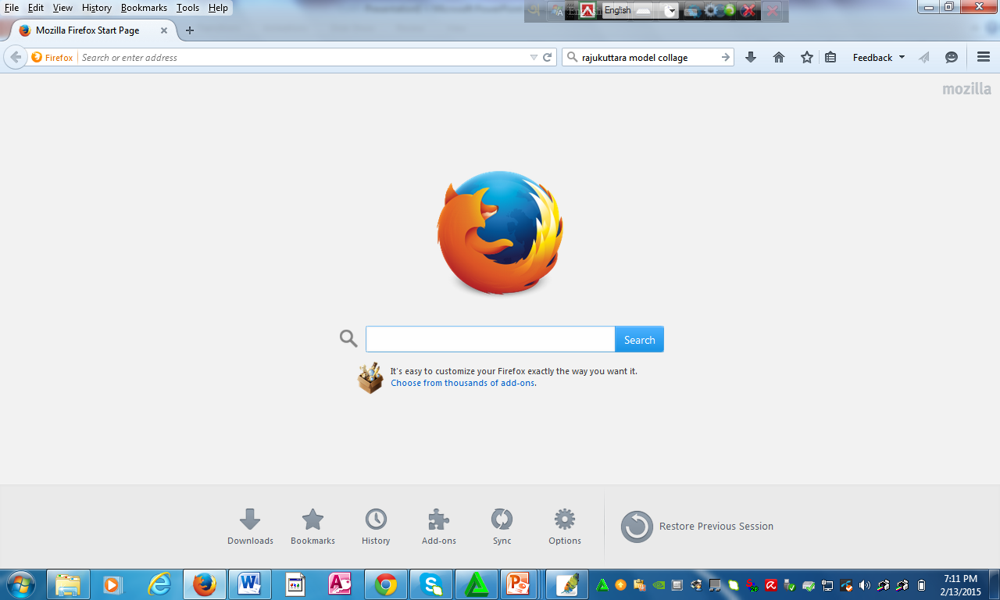 File Edit View History Bookmarks Tools Help
English
Mozilla Firefox Start Page
Firefox Search or enter address
rajukuttara model collage
Feedback
mozilla
Search
It's easy to customize your Firefox exactly the way you want it.
Choose from thousands of add-ons.
Downloads Bookmarks History Add-ons Sync Options
Restore Previous Session
7:11 PM
2/13/2015